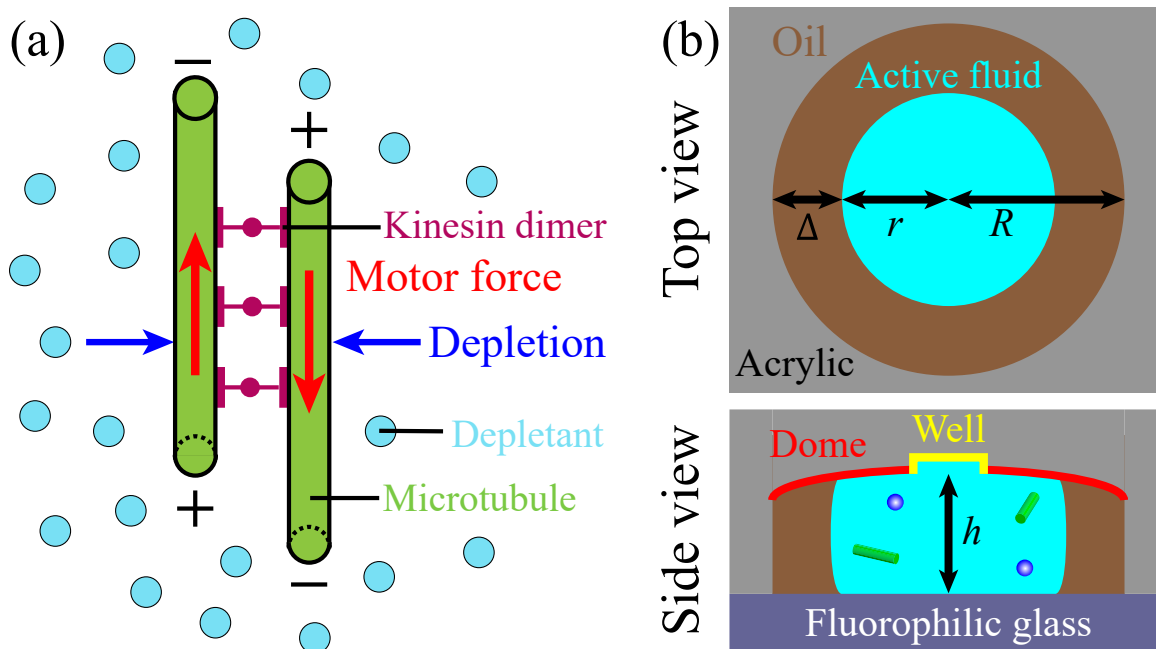 (a)
−
+
Kinesin dimer
Motor force
Depletion
Depletant
Microtubule
+
−
(b)
Top view
Oil
Active fluid
Δ
r
R
Acrylic
Side view
Well
Dome
h
Fluorophilic glass